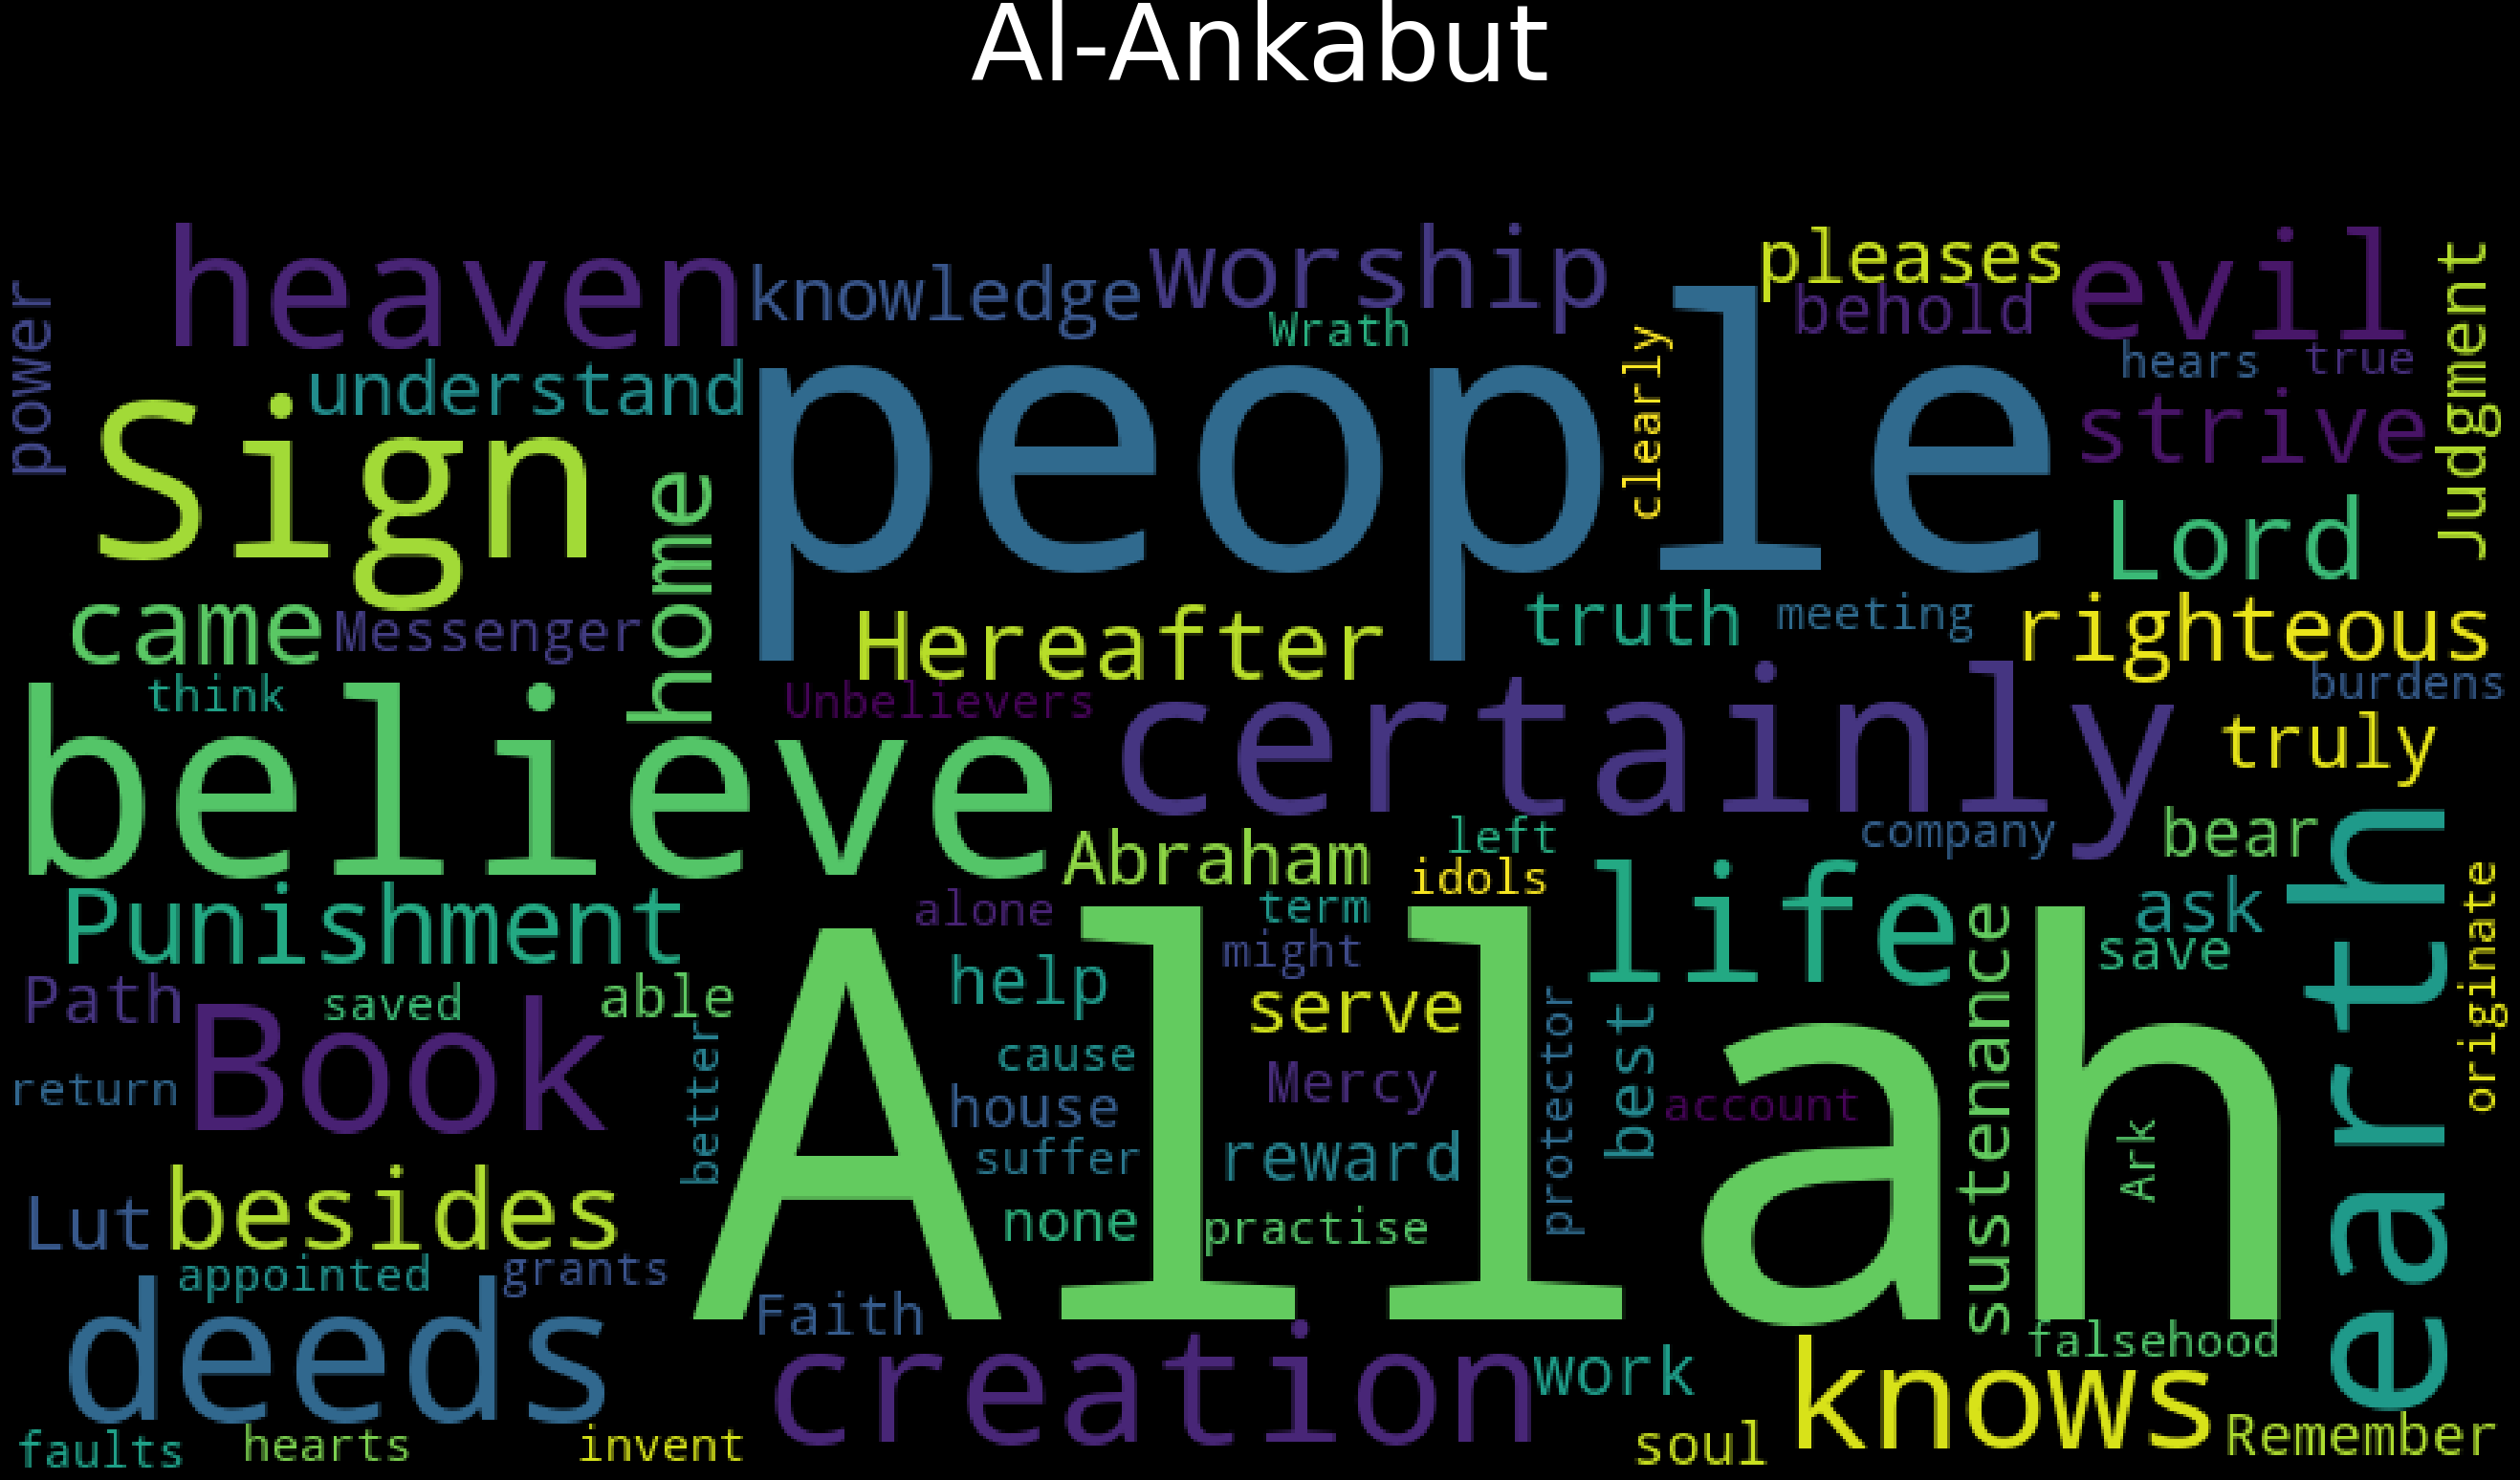 Al-Ankabut
heaven
knowledge
worship
pleases
evil
Judgment
power
Wrath
behold
understand
people
clearly
hears
true
Sign
strive
home
Lord
came
Messenger
Hereafter
truth
meeting
righteous
think
Unbelievers
burdens
believe
certainly
truly
earth
Abraham
left
company
bear
idols
life
Punishment
alone
term
ask
originate
might
save
Path
saved
able
help
serve
Allah
sustenance
Book
better
cause
Mercy
protector
best
return
house
account
suffer
reward
Ark
Lut
besides
none
practise
appointed
grants
deeds
Faith
falsehood
creation
work
knows
faults
hearts
invent
soul
Remember